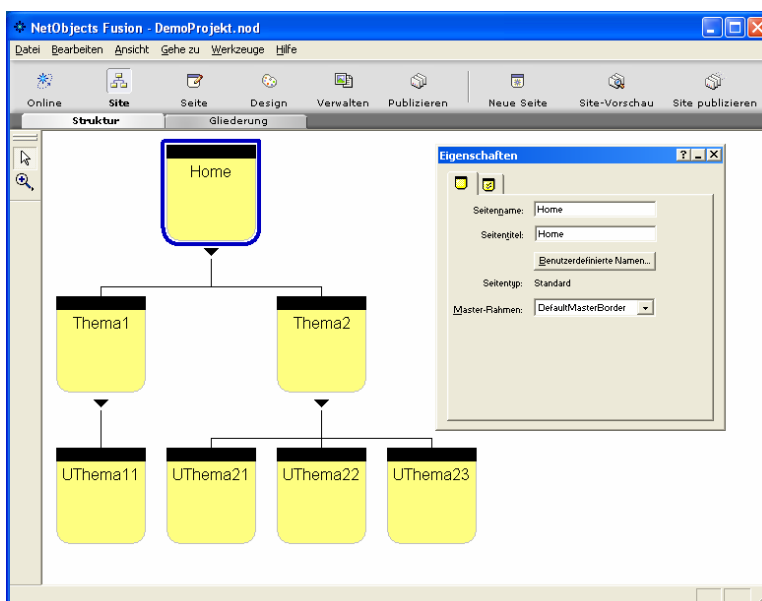 NetObjects Fusion - DemoProjekt.nod
Datei Bearbeiten Ansicht Gehe zu Werkzeuge Hilfe
Online Site Seite Design Verwalten Publizieren Neue Seite Site-Vorschau Site publizieren
Struktur Gliederung
Home
Eigenschaften
Seitenname: Home
Seitentitel: Home
Benutzerdefinierte Namen...
Seitentyp: Standard
Master-Rahmen: DefaultMasterBorder
Thema1 Thema2
UThema11 UThema21 UThema22 UThema23